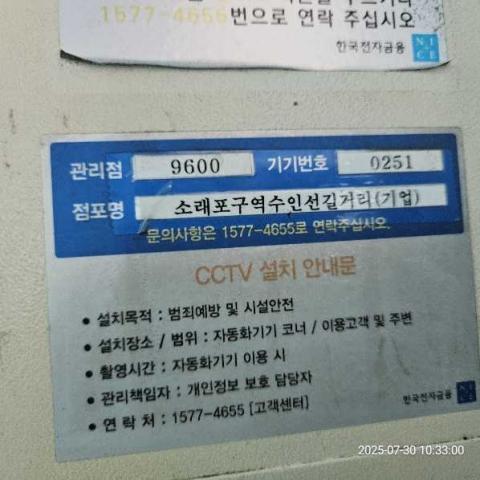 1577-4655번으로 연락 주십시오
한국전자금융 NICE
관리점 9600 기기번호 0251
점포명 소래포구역수인선길거리(기업)
문의사항은 1577-4655로 연락주십시오.
CCTV 설치 안내문
• 설치목적 : 범죄예방 및 시설안전
• 설치장소 / 범위 : 자동화기기 코너 / 이용고객 및 주변
• 촬영시간 : 자동화기기 이용 시
• 관리책임자 : 개인정보 보호 담당자
• 연 락 처 : 1577-4655 [고객센터]
한국전자금융
2025-07-30 10:33:00